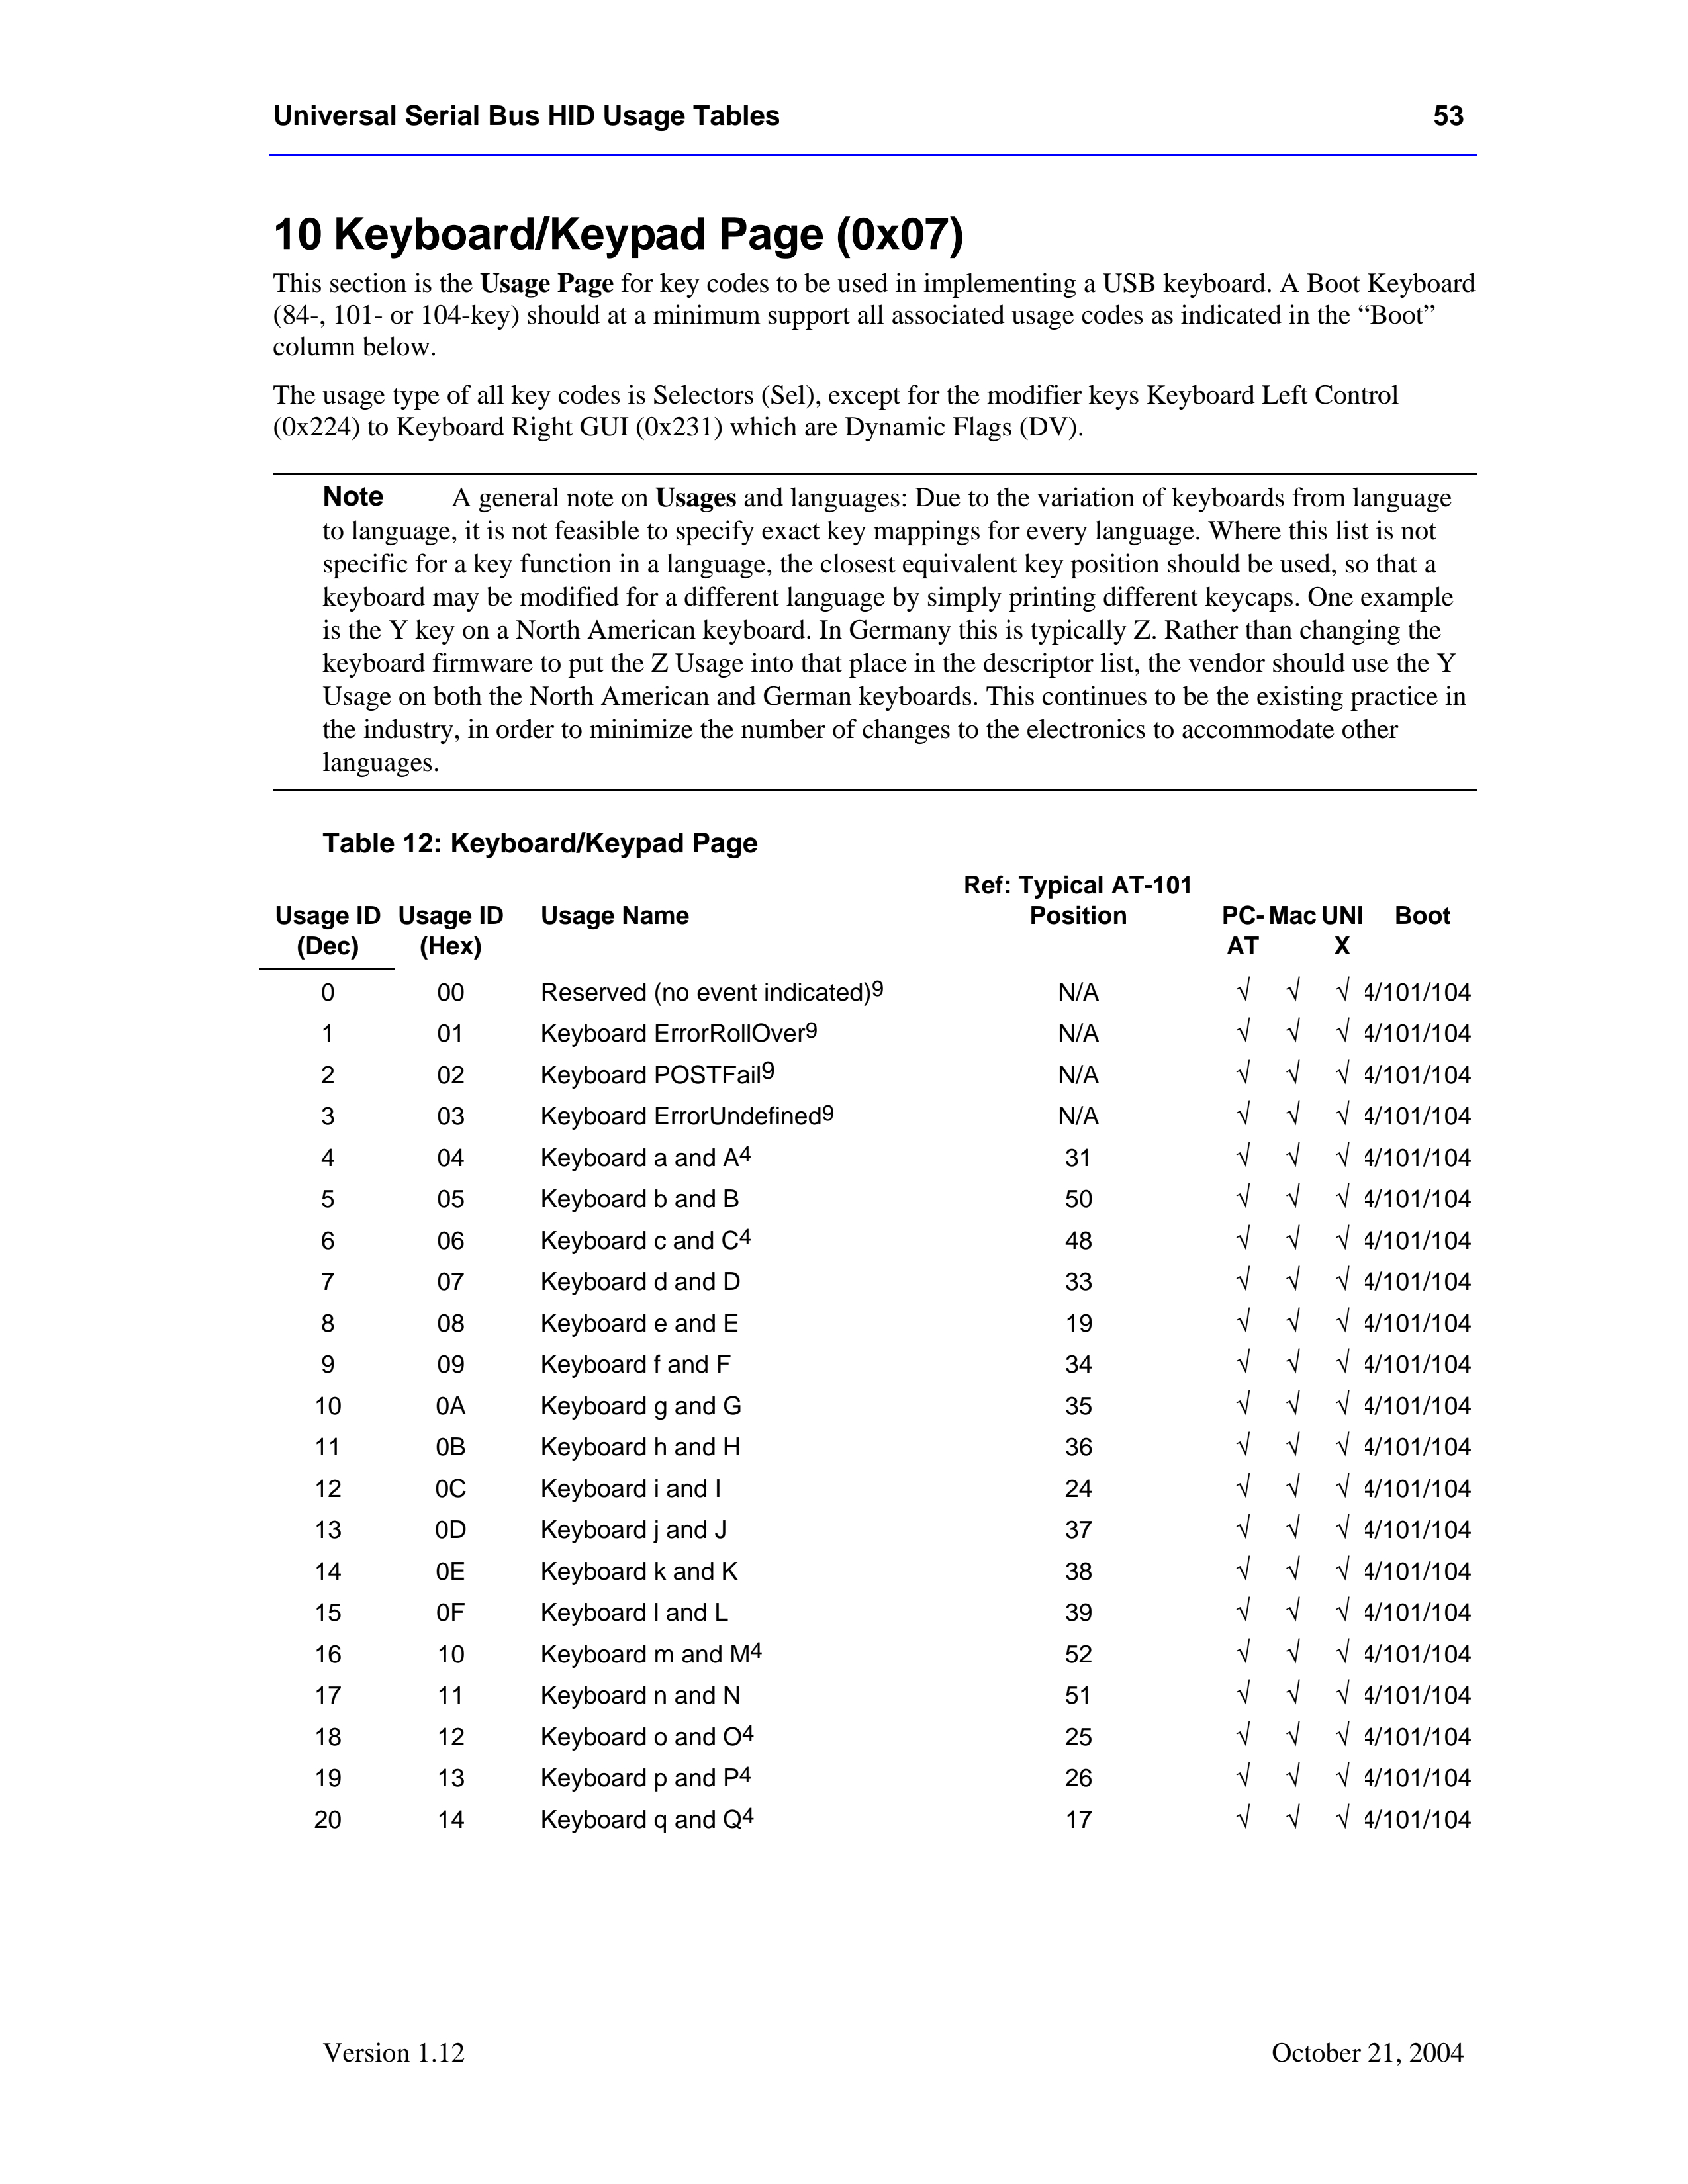 Universal Serial Bus HID Usage Tables 53
10 Keyboard/Keypad Page (0x07)
This section is the Usage Page for key codes to be used in implementing a USB keyboard. A Boot Keyboard
(84-, 101- or 104-key) should at a minimum support all associated usage codes as indicated in the “Boot”
column below.
The usage type of all key codes is Selectors (Sel), except for the modifier keys Keyboard Left Control
(0x224) to Keyboard Right GUI (0x231) which are Dynamic Flags (DV).
Note A general note on Usages and languages: Due to the variation of keyboards from language
to language, it is not feasible to specify exact key mappings for every language. Where this list is not
specific for a key function in a language, the closest equivalent key position should be used, so that a
keyboard may be modified for a different language by simply printing different keycaps. One example
is the Y key on a North American keyboard. In Germany this is typically Z. Rather than changing the
keyboard firmware to put the Z Usage into that place in the descriptor list, the vendor should use the Y
Usage on both the North American and German keyboards. This continues to be the existing practice in
the industry, in order to minimize the number of changes to the electronics to accommodate other
languages.
Table 12: Keyboard/Keypad Page
Ref: Typical AT-101
Usage ID Usage ID Usage Name Position PC- Mac UNI Boot
(Dec) (Hex) AT X
0 00 Reserved (no event indicated)9 N/A √ √ √ 4/101/104
1 01 Keyboard ErrorRollOver9 N/A √ √ √ 4/101/104
2 02 Keyboard POSTFail9 N/A √ √ √ 4/101/104
3 03 Keyboard ErrorUndefined9 N/A √ √ √ 4/101/104
4 04 Keyboard a and A4 31 √ √ √ 4/101/104
5 05 Keyboard b and B 50 √ √ √ 4/101/104
6 06 Keyboard c and C4 48 √ √ √ 4/101/104
7 07 Keyboard d and D 33 √ √ √ 4/101/104
8 08 Keyboard e and E 19 √ √ √ 4/101/104
9 09 Keyboard f and F 34 √ √ √ 4/101/104
10 0A Keyboard g and G 35 √ √ √ 4/101/104
11 0B Keyboard h and H 36 √ √ √ 4/101/104
12 0C Keyboard i and I 24 √ √ √ 4/101/104
13 0D Keyboard j and J 37 √ √ √ 4/101/104
14 0E Keyboard k and K 38 √ √ √ 4/101/104
15 0F Keyboard l and L 39 √ √ √ 4/101/104
16 10 Keyboard m and M4 52 √ √ √ 4/101/104
17 11 Keyboard n and N 51 √ √ √ 4/101/104
18 12 Keyboard o and O4 25 √ √ √ 4/101/104
19 13 Keyboard p and P4 26 √ √ √ 4/101/104
20 14 Keyboard q and Q4 17 √ √ √ 4/101/104
Version 1.12 October 21, 2004